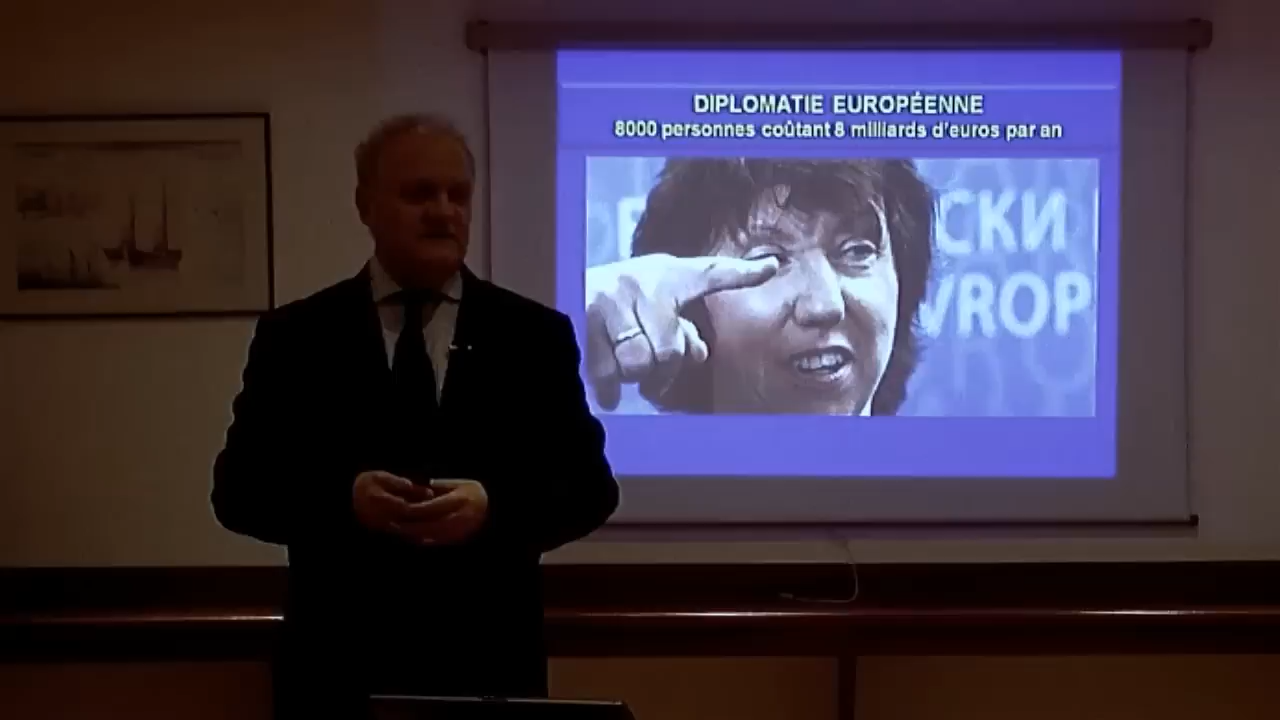 DIPLOMATIE EUROPÉENNE
8000 personnes coûtant 8 milliards d'euros par an
СКИ
VROP